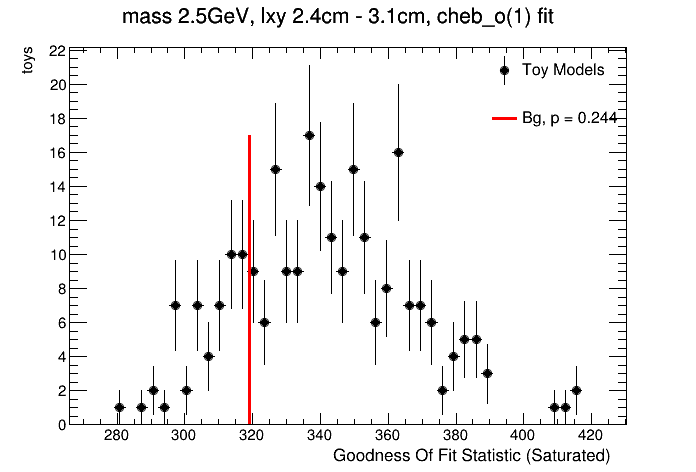 mass 2.5GeV, lxy 2.4cm - 3.1cm, cheb_o(1) fit
toys
22
20
18
16
14
12
10
8
6
4
2
0
Toy Models
Bg, p = 0.244
280 300 320 340 360 380 400 420
Goodness Of Fit Statistic (Saturated)